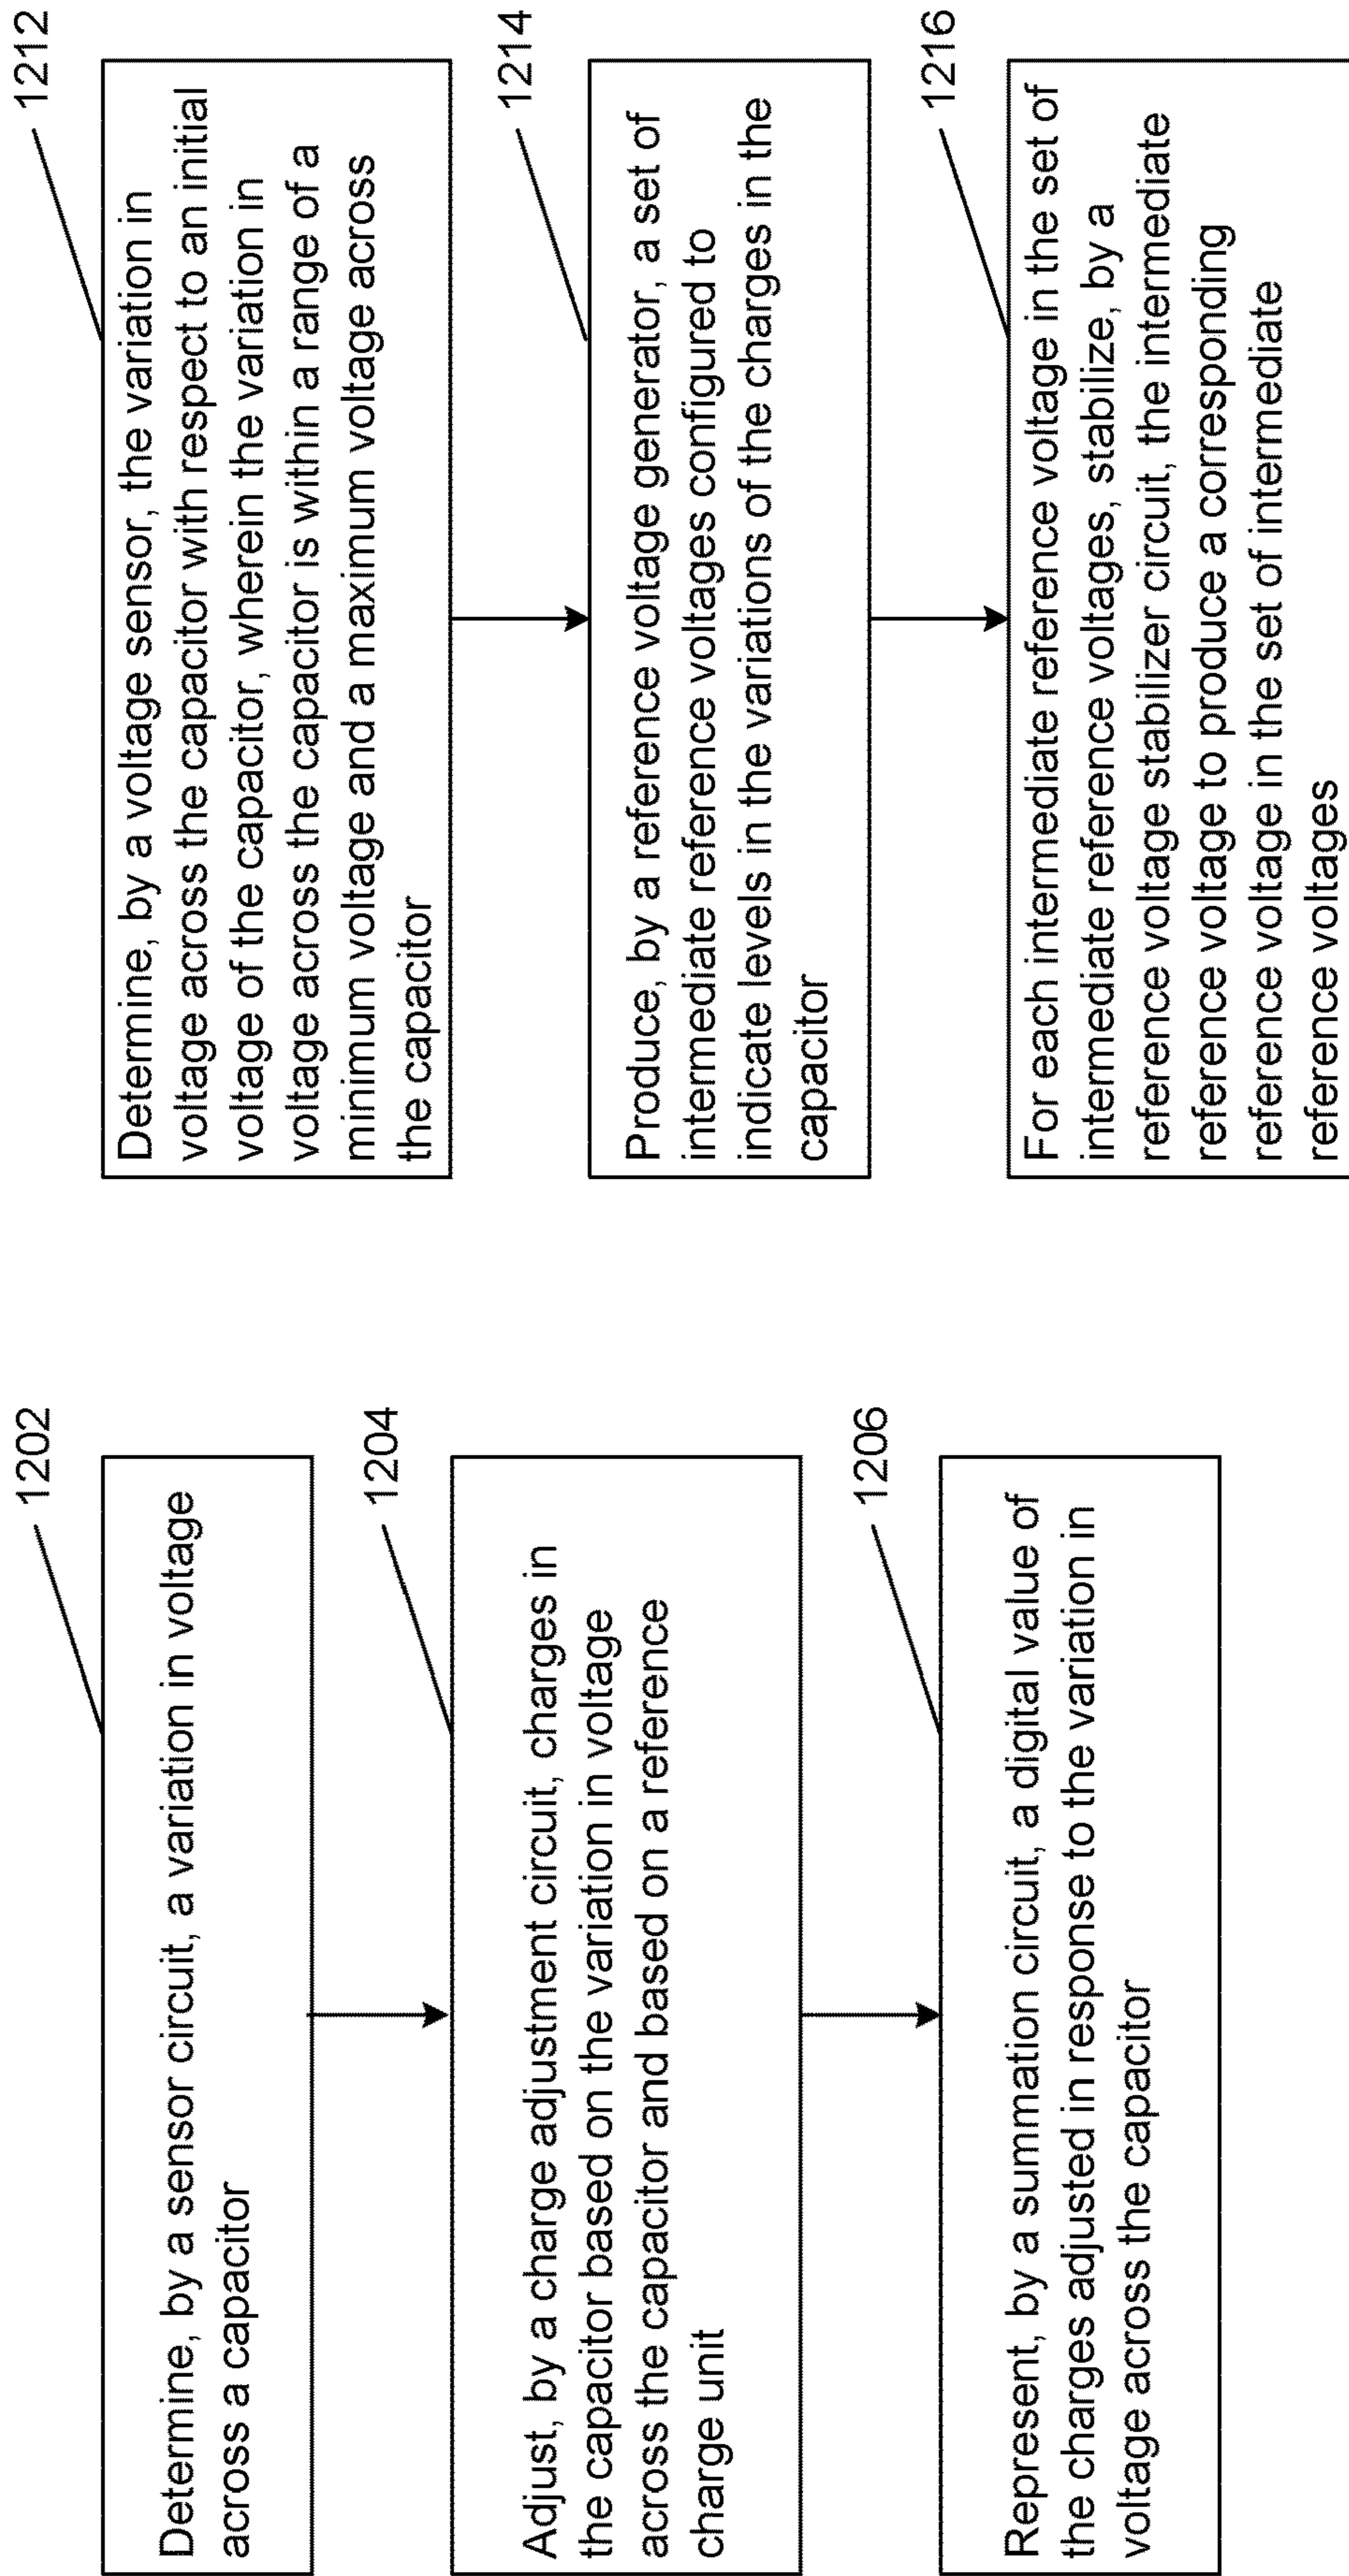 1202
Determine, by a sensor circuit, a variation in voltage
across a capacitor
1204
Adjust, by a charge adjustment circuit, charges in
the capacitor based on the variation in voltage
across the capacitor and based on a reference
charge unit
1206
Represent, by a summation circuit, a digital value of
the charges adjusted in response to the variation in
voltage across the capacitor
1212
Determine, by a voltage sensor, the variation in
voltage across the capacitor with respect to an initial
voltage of the capacitor, wherein the variation in
voltage across the capacitor is within a range of a
minimum voltage and a maximum voltage across
the capacitor
1214
Produce, by a reference voltage generator, a set of
intermediate reference voltages configured to
indicate levels in the variations of the charges in the
capacitor
1216
For each intermediate reference voltage in the set of
intermediate reference voltages, stabilize, by a
reference voltage stabilizer circuit, the intermediate
reference voltage to produce a corresponding
reference voltage in the set of intermediate
reference voltages